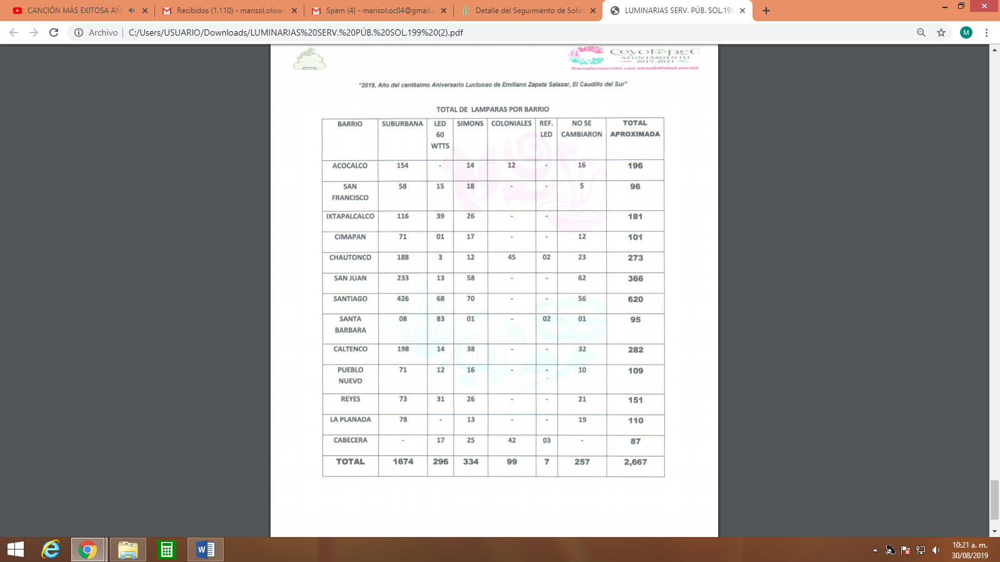 CANCIÓN MÁS EXITOSA AÑ
Recibidos (1,110) - marisol.olivar
Spam (4) - marisol.oc04@gmail.c
Detalle del Seguimiento de Solici
LUMINARIAS SERV. PÚB. SOL.199
Archivo
C:/Users/USUARIO/Downloads/LUMINARIAS%20SERV.%20PÚB.%20SOL.199%20(2).pdf
M
Coyotepec
AYUNTAMIENTO
2019-2021
Transformación con sensibilidad social.
"2019, Año del centésimo Aniversario Luctuoso de Emiliano Zapata Salazar, El Caudillo del Sur"
TOTAL DE LAMPARAS POR BARRIO
BARRIO SUBURBANA LED 60 WTTS SIMONS COLONIALES REF. LED NO SE CAMBIARON TOTAL APROXIMADA
ACOCALCO 154 - 14 12 - 16 196
SAN FRANCISCO 58 15 18 - - 5 96
IXTAPALCALCO 116 39 26 - - 181
CIMAPAN 71 01 17 - - 12 101
CHAUTONCO 188 3 12 45 02 23 273
SAN JUAN 233 13 58 - - 62 366
SANTIAGO 426 68 70 - - 56 620
SANTA BARBARA 08 83 01 - 02 01 95
CALTENCO 198 14 38 - - 32 282
PUEBLO NUEVO 71 12 16 - - 10 109
REYES 73 31 26 - - 21 151
LA PLANADA 78 - 13 - - 19 110
CABECERA - 17 25 42 03 - 87
TOTAL 1674 296 334 99 7 257 2,667
10:21 a. m.
30/08/2019